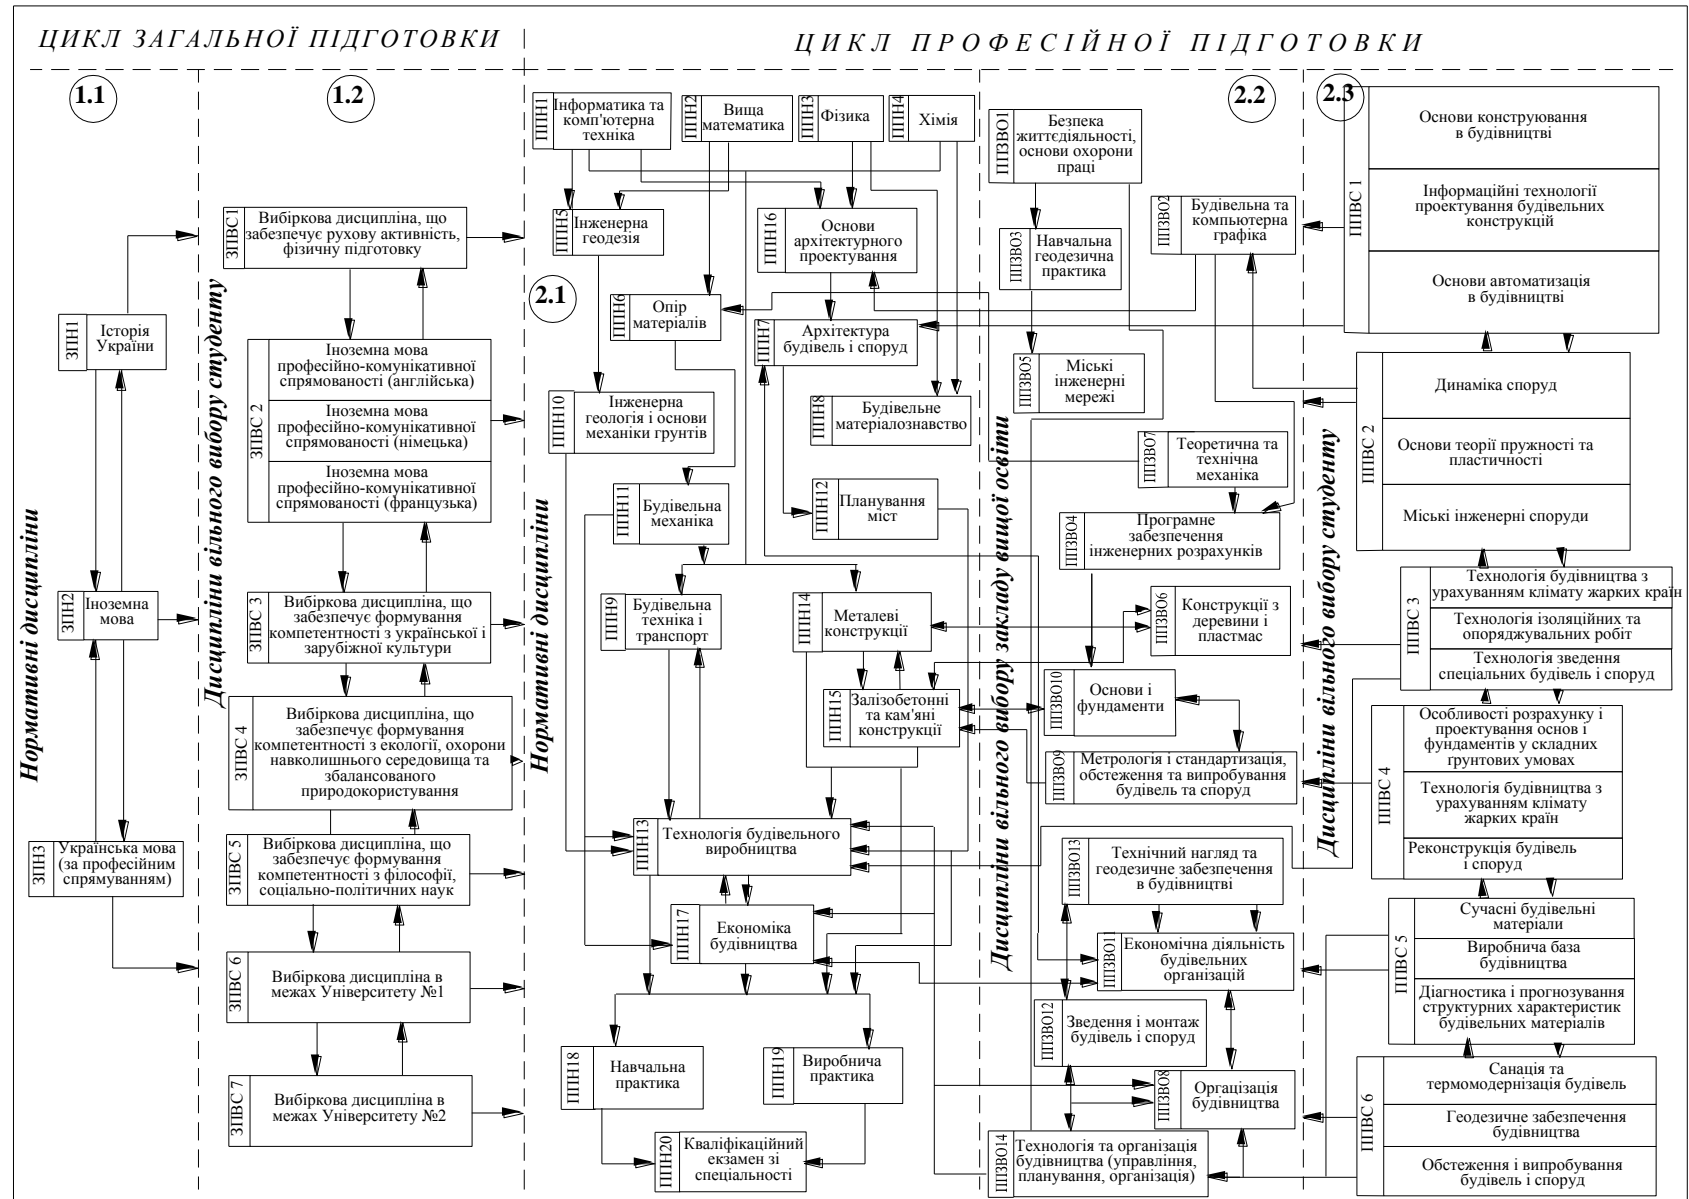 ЦИКЛ ЗАГАЛЬНОЇ ПІДГОТОВКИ
ЦИКЛ ПРОФЕСІЙНОЇ ПІДГОТОВКИ
1.1
1.2
2.1
2.2
2.3
Нормативні дисципліни
ЗПН1
Історія
України
ЗПН2
Іноземна
мова
ЗПН3
Українська мова
(за професійним
спрямуванням)
Дисципліни вільного вибору студенту
ЗПВС1
Вибіркова дисципліна, що
забезпечує рухову активність,
фізичну підготовку
ЗПВС 2
Іноземна мова
професійно-комунікативної
спрямованості (англійська)
Іноземна мова
професійно-комунікативної
спрямованості (німецька)
Іноземна мова
професійно-комунікативної
спрямованості (французька)
ЗПВС 3
Вибіркова дисципліна, що
забезпечує формування
компетентності з української і
зарубіжної культури
ЗПВС 4
Вибіркова дисципліна, що
забезпечує формування
компетентності з екології, охорони
навколишнього середовища та
збалансованого
природокористування
ЗПВС 5
Вибіркова дисципліна, що
забезпечує формування
компетентності з філософії,
соціально-політичних наук
ЗПВС 6
Вибіркова дисципліна в
межах Університету №1
ЗПВС 7
Вибіркова дисципліна в
межах Університету №2
Нормативні дисципліни
ППН1
Інформатика та
комп'ютерна
техніка
ППН2
Вища
математика
ППН3
Фізика
ППН4
Хімія
ППН5
Інженерна
геодезія
ППН16
Основи
архітектурного
проектування
ППН6
Опір
матеріалів
ППН7
Архітектура
будівель і споруд
ППН10
Інженерна
геологія і основи
механіки грунтів
ППН8
Будівельне
матеріалознавство
ППН11
Будівельна
механіка
ППН12
Планування
міст
ППН9
Будівельна
техніка і
транспорт
ППН14
Металеві
конструкції
ППН15
Залізобетонні
та кам'яні
конструкції
ППН13
Технологія будівельного
виробництва
ППН17
Економіка
будівництва
ППН18
Навчальна
практика
ППН19
Виробнича
практика
ППН20
Кваліфікаційний
екзамен зі
спеціальності
Дисципліни вільного вибору закладу вищої освіти
ППЗВО1
Безпека
життєдіяльності,
основи охорони
праці
ППЗВО2
Будівельна та
компьютерна
графіка
ППЗВО3
Навчальна
геодезична
практика
ППЗВО5
Міські
інженерні
мережі
ППЗВО7
Теоретична та
технічна
механіка
ППЗВО4
Програмне
забезпечення
інженерних розрахунків
ППЗВО6
Конструкції з
деревини і
пластмас
ППЗВО10
Основи і
фундаменти
ППЗВО9
Метрологія і стандартизація,
обстеження та випробування
будівель та споруд
ППЗВО13
Технічний нагляд та
геодезичне забезпечення
в будівництві
ППЗВО11
Економічна діяльність
будівельних
організацій
ППЗВО12
Зведення і монтаж
будівель і споруд
ППЗВО8
Організація
будівництва
ППЗВО14
Технологія та організація
будівництва (управління,
планування, організація)
Дисципліни вільного вибору студенту
ППВС 1
Основи конструювання
в будівництві
Інформаційні технології
проектування будівельних
конструкцій
Основи автоматизація
в будівництві
ППВС 2
Динаміка споруд
Основи теорії пружності та
пластичності
Міські інженерні споруди
ППВС 3
Технологія будівництва з
урахуванням клімату жарких країн
Технологія ізоляційних та
опоряджувальних робіт
Технологія зведення
спеціальних будівель і споруд
ППВС 4
Особливості розрахунку і
проектування основ і
фундаментів у складних
ґрунтових умовах
Технологія будівництва з
урахуванням клімату
жарких країн
Реконструкція будівель
і споруд
ППВС 5
Сучасні будівельні
матеріали
Виробнича база
будівництва
Діагностика і прогнозування
структурних характеристик
будівельних матеріалів
ППВС 6
Санація та
термомодернізація будівель
Геодезичне забезпечення
будівництва
Обстеження і випробування
будівель і споруд